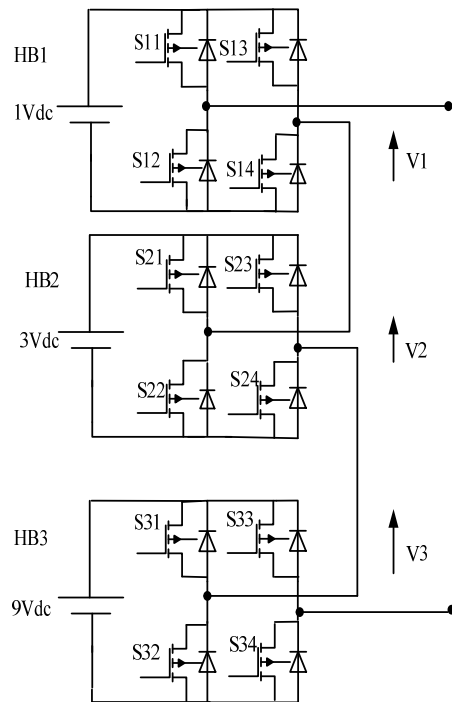 HB1
S11
S13
1Vdc
S12
S14
V1
HB2
S21
S23
3Vdc
S22
S24
V2
HB3
S31
S33
9Vdc
S32
S34
V3